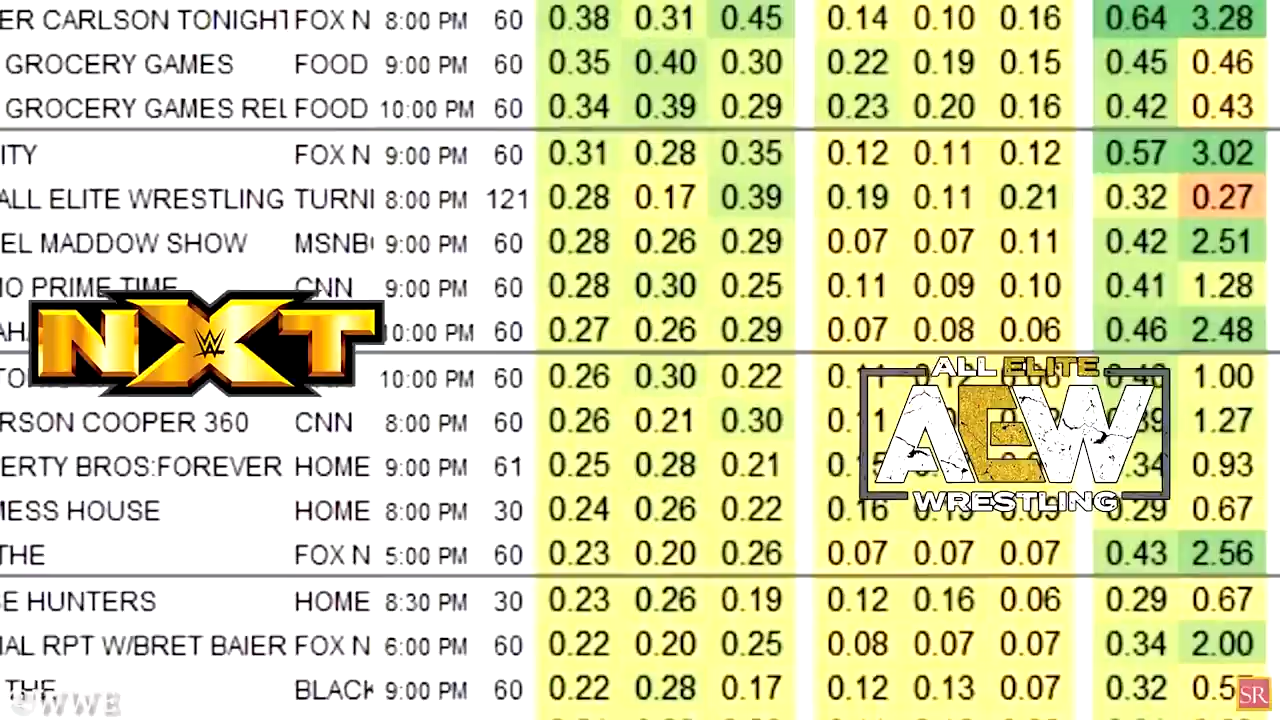 ER CARLSON TONIGHT FOX N 8:00 PM 60 0.38 0.31 0.45 0.14 0.10 0.16 0.64 3.28
GROCERY GAMES FOOD 9:00 PM 60 0.35 0.40 0.30 0.22 0.19 0.15 0.45 0.46
GROCERY GAMES REL FOOD 10:00 PM 60 0.34 0.39 0.29 0.23 0.20 0.16 0.42 0.43
ITY FOX N 9:00 PM 60 0.31 0.28 0.35 0.12 0.11 0.12 0.57 3.02
ALL ELITE WRESTLING TURNI 8:00 PM 121 0.28 0.17 0.39 0.19 0.11 0.21 0.32 0.27
EL MADDOW SHOW MSNB 9:00 PM 60 0.28 0.26 0.29 0.07 0.07 0.11 0.42 2.51
O PRIME TIME CNN 9:00 PM 60 0.28 0.30 0.25 0.11 0.09 0.10 0.41 1.28
10:00 PM 60 0.27 0.26 0.29 0.07 0.08 0.06 0.46 2.48
NXT
W
10:00 PM 60 0.26 0.30 0.22 1.00
ALL ELITE
AEW
WRESTLING
RSON COOPER 360 CNN 8:00 PM 60 0.26 0.21 0.30 1.27
ERTY BROS:FOREVER HOME 9:00 PM 61 0.25 0.28 0.21 0.93
MESS HOUSE HOME 8:00 PM 30 0.24 0.26 0.22 0.16 0.29 0.67
THE FOX N 5:00 PM 60 0.23 0.20 0.26 0.07 0.07 0.07 0.43 2.56
E HUNTERS HOME 8:30 PM 30 0.23 0.26 0.19 0.12 0.16 0.06 0.29 0.67
IAL RPT W/BRET BAIER FOX N 6:00 PM 60 0.22 0.20 0.25 0.08 0.07 0.07 0.34 2.00
THE BLACK 9:00 PM 60 0.22 0.28 0.17 0.12 0.13 0.07 0.32
WWE
SR